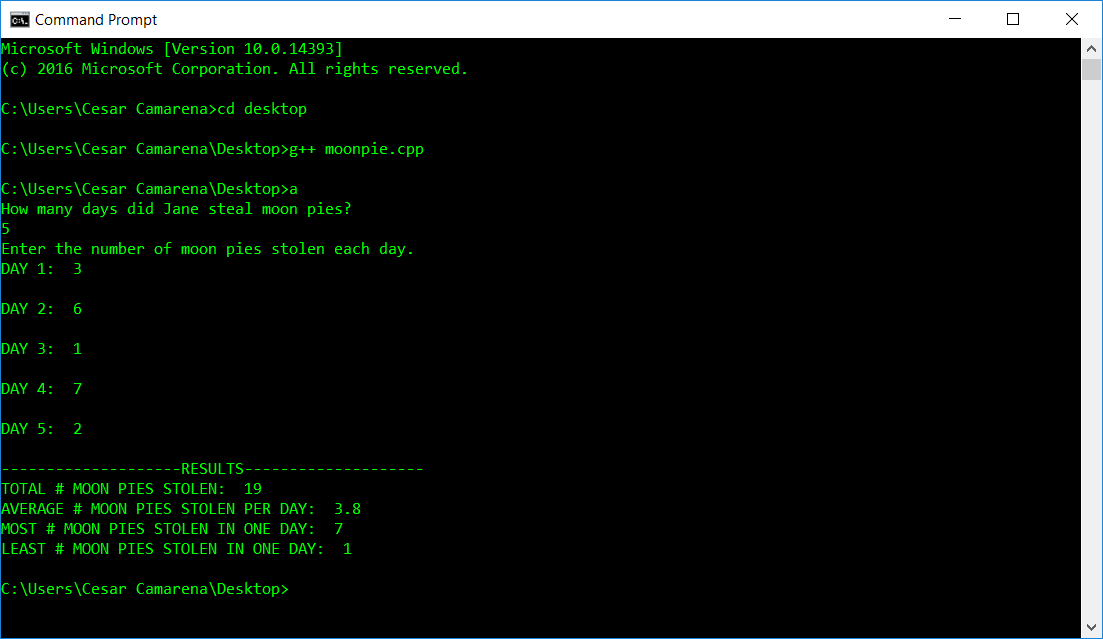 Command Prompt
Microsoft Windows [Version 10.0.14393]
(c) 2016 Microsoft Corporation. All rights reserved.
C:\Users\Cesar Camarena>cd desktop
C:\Users\Cesar Camarena\Desktop>g++ moonpie.cpp
C:\Users\Cesar Camarena\Desktop>a
How many days did Jane steal moon pies?
5
Enter the number of moon pies stolen each day.
DAY 1:  3
DAY 2:  6
DAY 3:  1
DAY 4:  7
DAY 5:  2
--------------------RESULTS--------------------
TOTAL # MOON PIES STOLEN:  19
AVERAGE # MOON PIES STOLEN PER DAY:  3.8
MOST # MOON PIES STOLEN IN ONE DAY:  7
LEAST # MOON PIES STOLEN IN ONE DAY:  1
C:\Users\Cesar Camarena\Desktop>